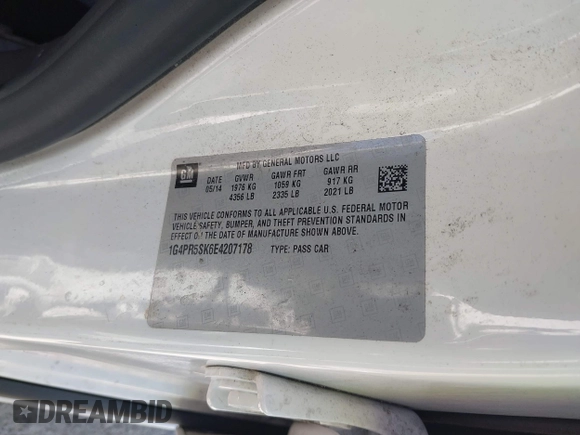 MFD BY GENERAL MOTORS LLC
GM
DATE GVWR GAWR FRT GAWR RR
05/14 1976 KG 1059 KG 917 KG
4356 LB 2335 LB 2021 LB
THIS VEHICLE CONFORMS TO ALL APPLICABLE U.S. FEDERAL MOTOR
VEHICLE SAFETY, BUMPER, AND THEFT PREVENTION STANDARDS IN
EFFECT ON THE DATE OF MANUFACTURE SHOWN ABOVE.
1G4PR5SK6E4207178 TYPE: PASS CAR
DREAMBID